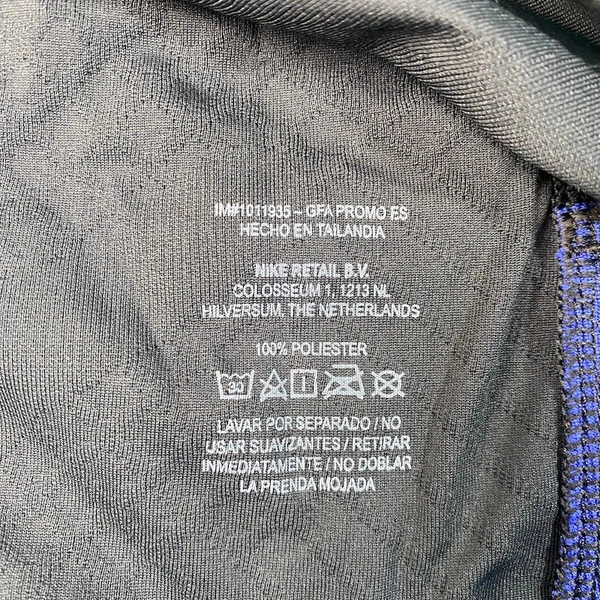 IM#1011935 – GFA PROMO ES
HECHO EN TAILANDIA
NIKE RETAIL B.V.
COLOSSEUM 1, 1213 NL
HILVERSUM, THE NETHERLANDS
100% POLIESTER
30
LAVAR POR SEPARADO / NO
USAR SUAVIZANTES / RETIRAR
INMEDIATAMENTE / NO DOBLAR
LA PRENDA MOJADA